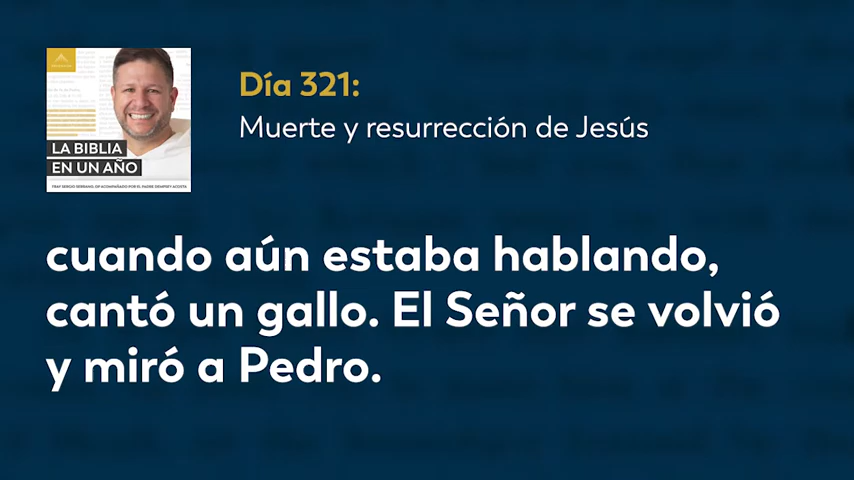 Día 321:
Muerte y resurrección de Jesús
LA BIBLIA
EN UN AÑO
cuando aún estaba hablando,
cantó un gallo. El Señor se volvió
y miró a Pedro.